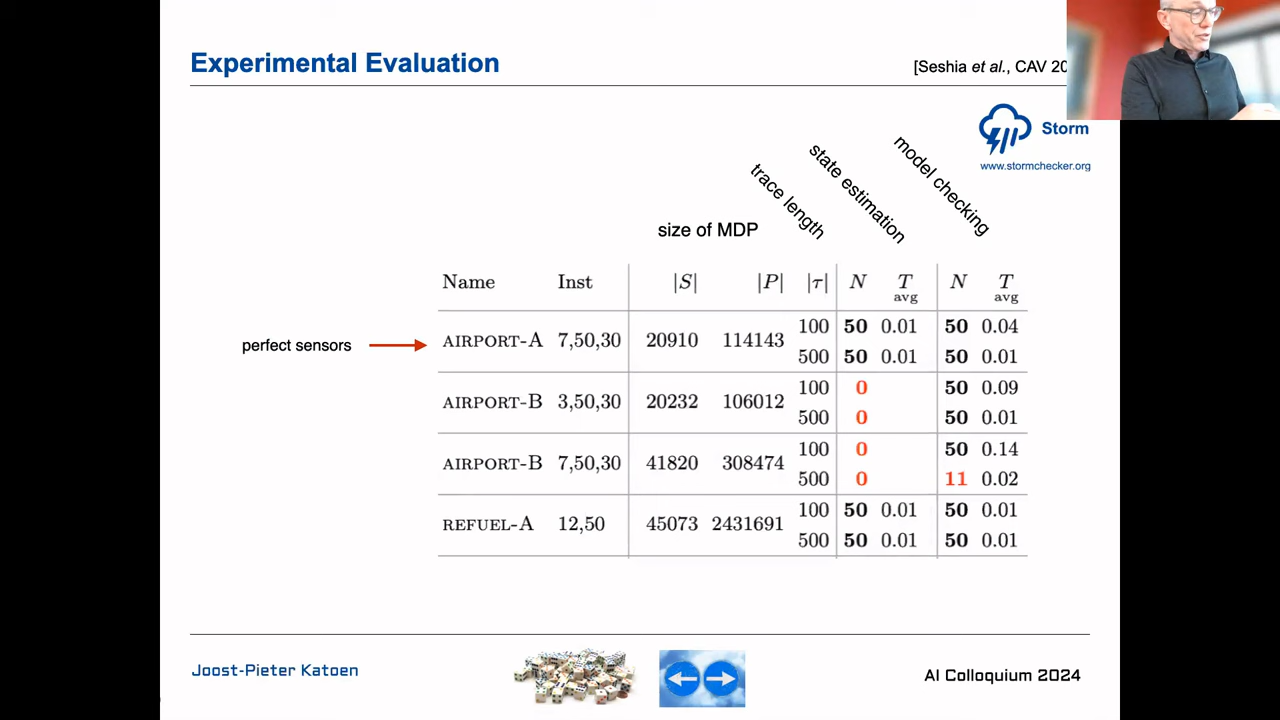 Experimental Evaluation
[Seshia et al., CAV 20
Storm
www.stormchecker.org
trace length
state estimation
model checking
size of MDP
Name Inst |S| |P| |τ| N T avg N T avg
perfect sensors
AIRPORT-A 7,50,30 20910 114143 100 50 0.01 50 0.04
500 50 0.01 50 0.01
AIRPORT-B 3,50,30 20232 106012 100 0 50 0.09
500 0 50 0.01
AIRPORT-B 7,50,30 41820 308474 100 0 50 0.14
500 0 11 0.02
REFUEL-A 12,50 45073 2431691 100 50 0.01 50 0.01
500 50 0.01 50 0.01
Joost-Pieter Katoen
AI Colloquium 2024